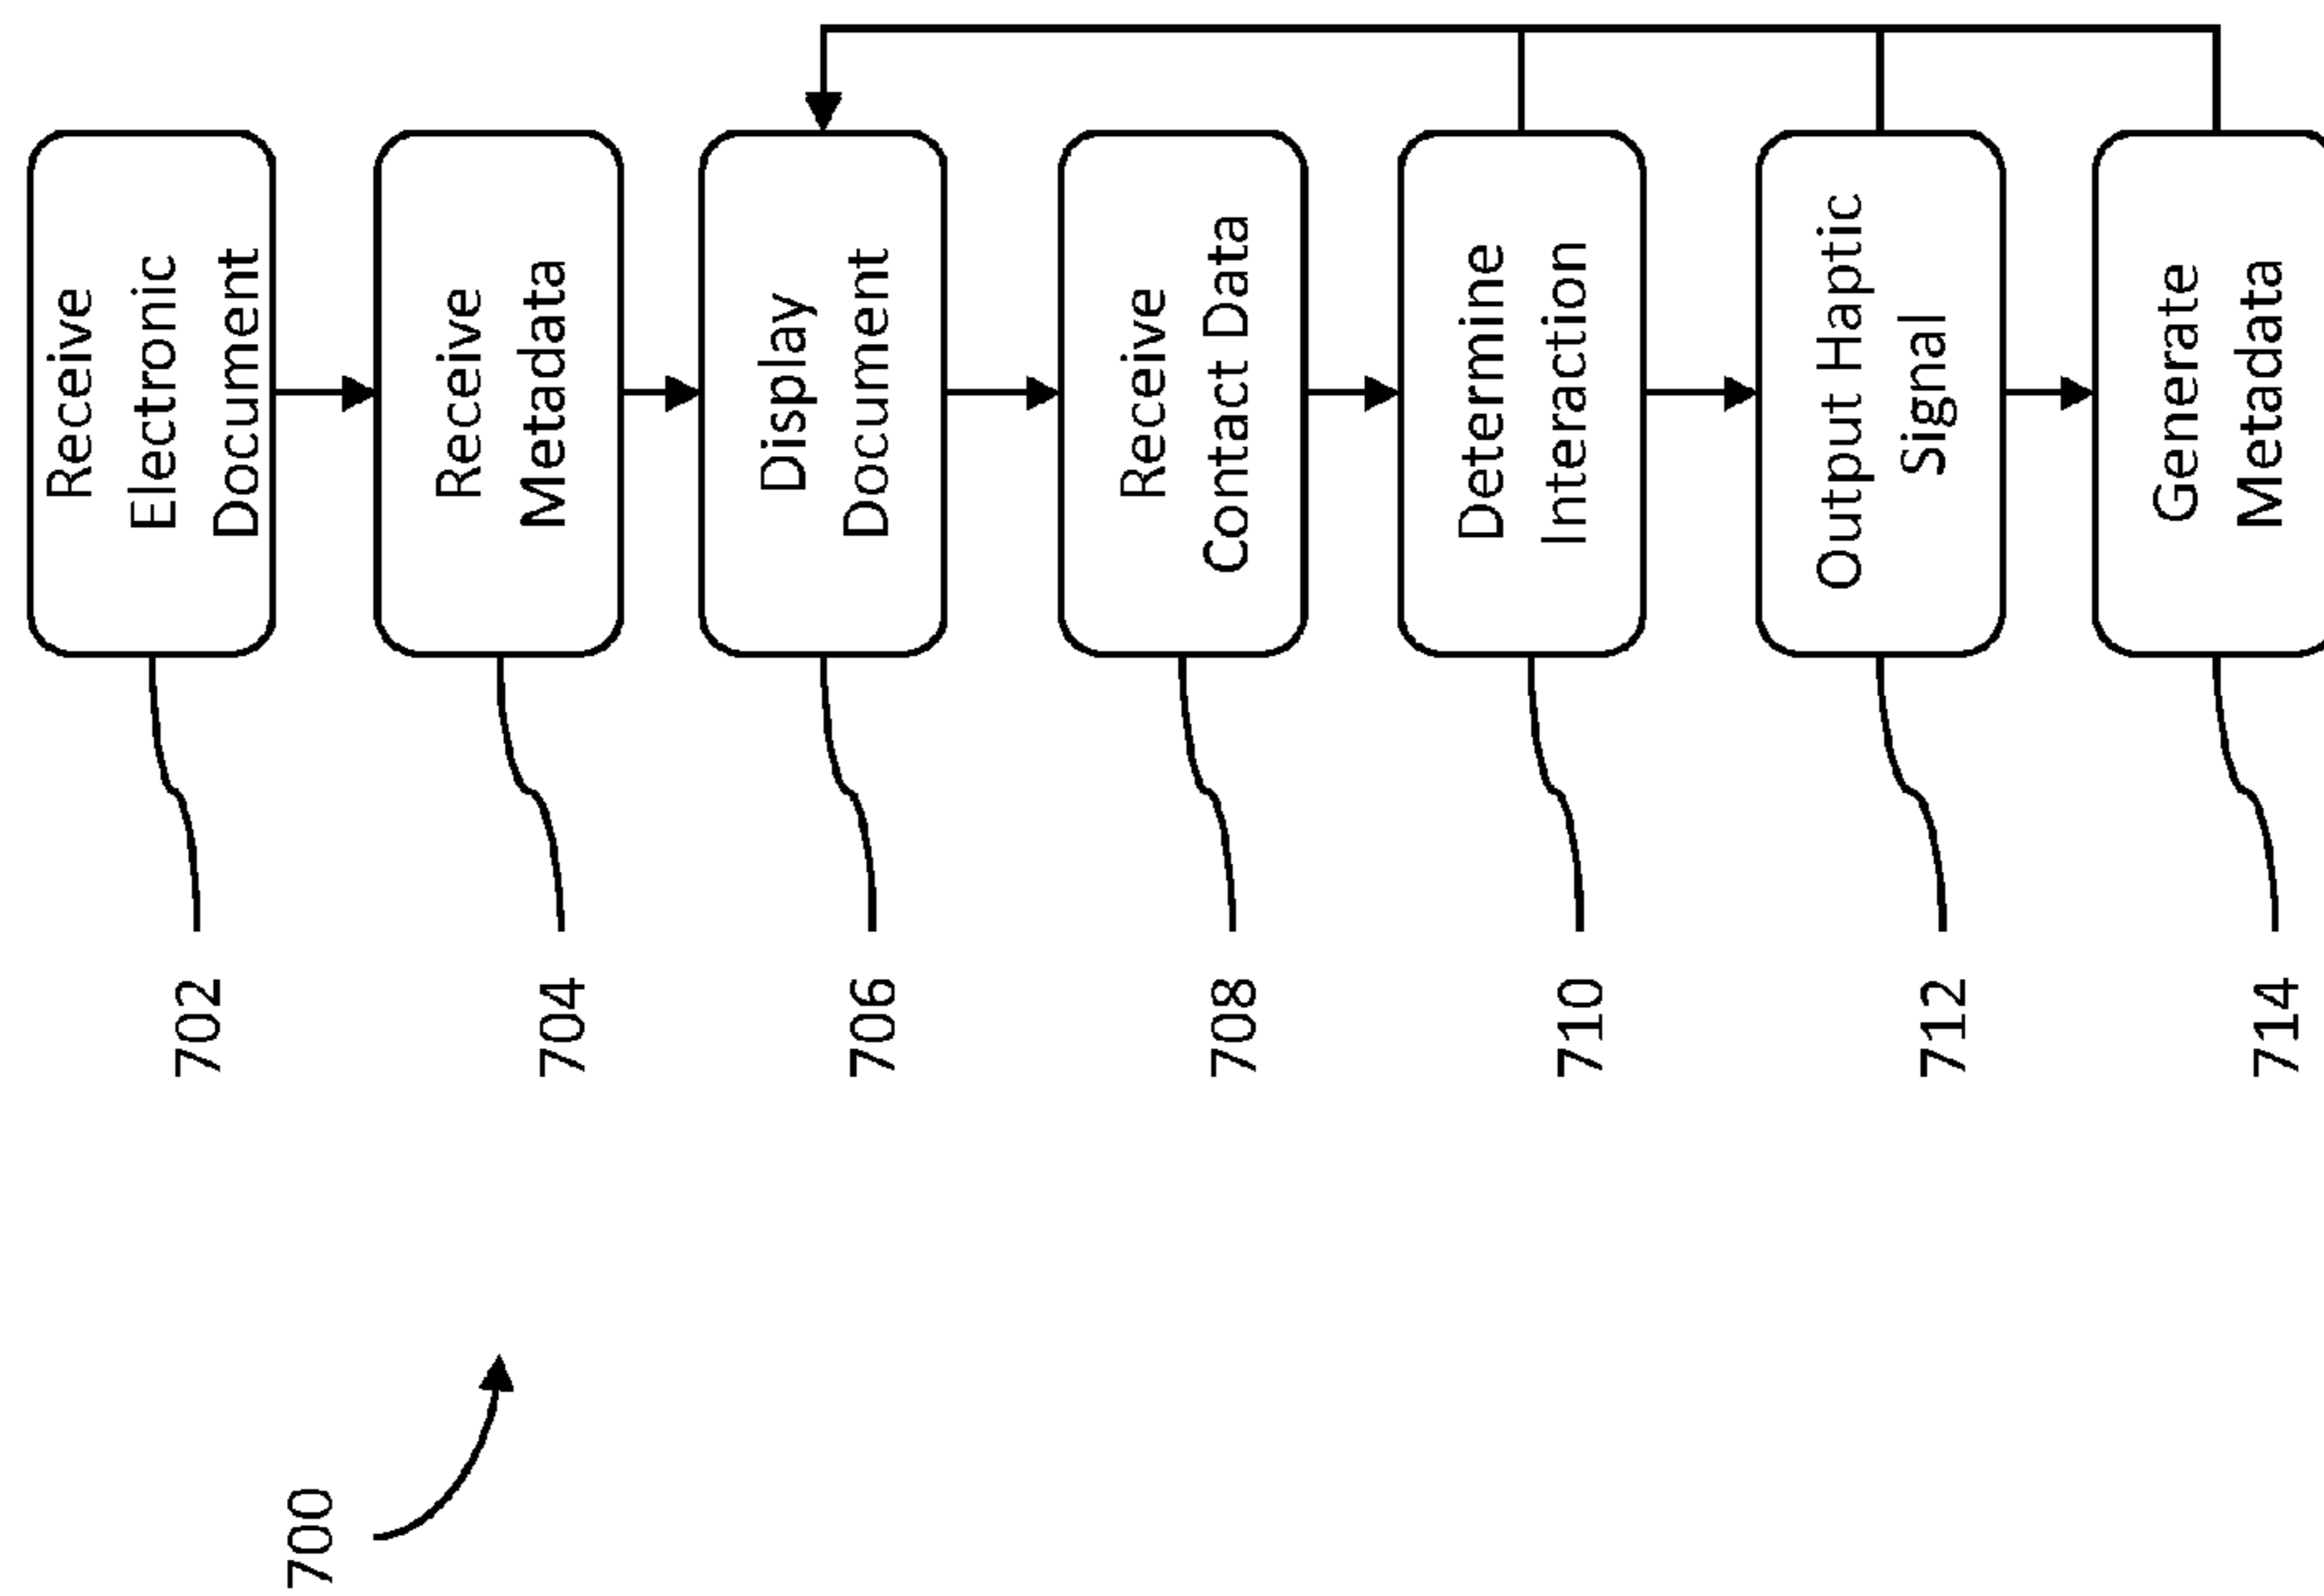 700
702
Receive
Electronic
Document
704
Receive
Metadata
706
Display
Document
708
Receive
Contact Data
710
Determine
Interaction
712
Output Haptic
Signal
714
Generate
Metadata